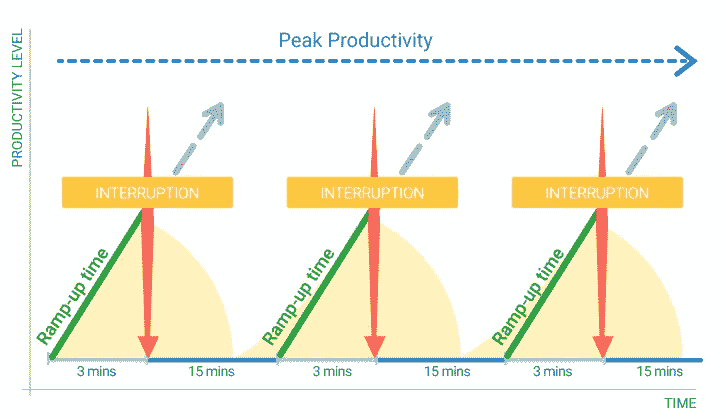 Peak Productivity
PRODUCTIVITY LEVEL
INTERRUPTION
INTERRUPTION
INTERRUPTION
Ramp-up time
Ramp-up time
Ramp-up time
3 mins
15 mins
3 mins
15 mins
3 mins
15 mins
TIME